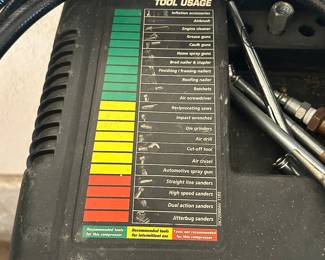 TOOL USAGE
Inflation accessories
Airbrush
Engine cleaner
Grease guns
Caulk guns
Home spray guns
Brad nailer & stapler
Finishing / framing nailers
Roofing nailer
Ratchets
Air screwdriver
Reciprocating saws
Impact wrenches
Die grinders
Air drill
Cut-off tool
Air chisel
Automotive spray gun
Straight line sanders
High speed sanders
Dual action sanders
Jitterbug sanders
Recommended tools
for this compressor
Recommended tools
for intermittent use
Tools not recommended
for this compressor